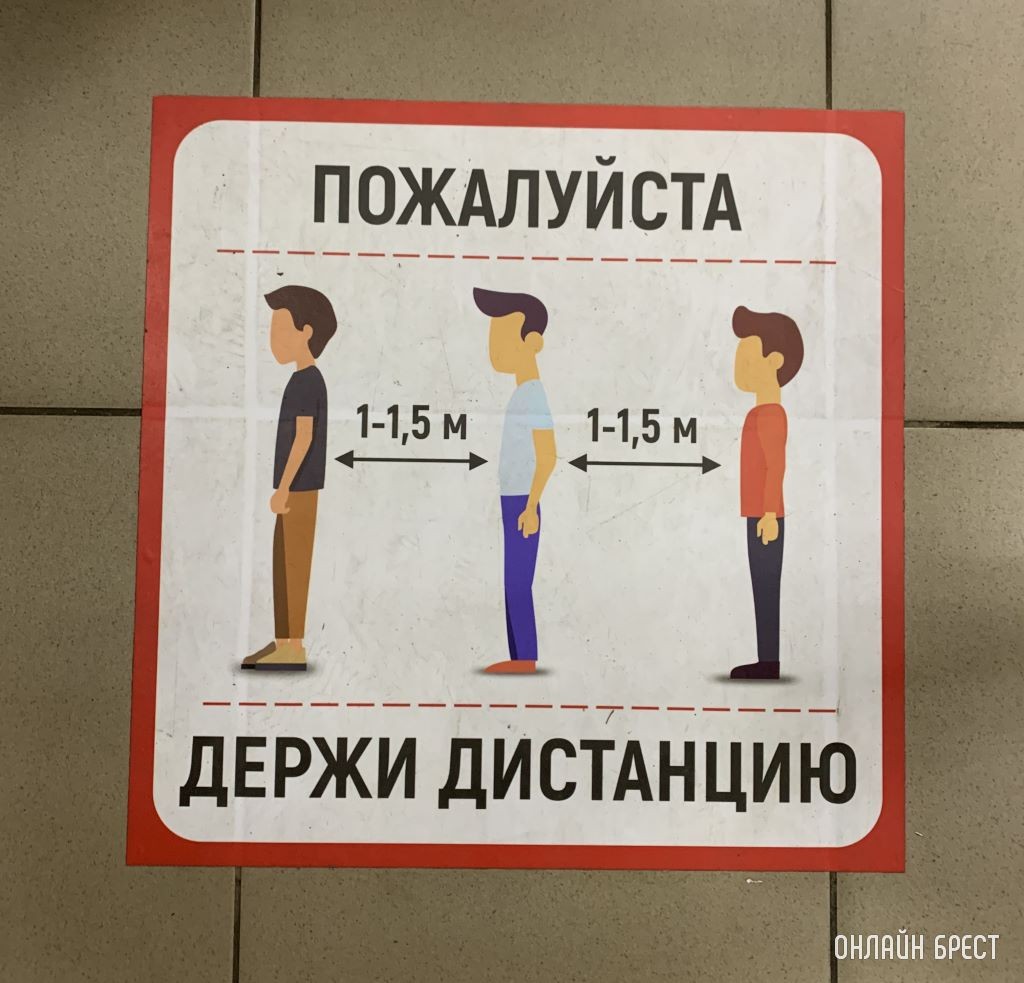 ПОЖАЛУЙСТА
1-1,5 м 1-1,5 м
ДЕРЖИ ДИСТАНЦИЮ
ОНЛАЙН БРЕСТ